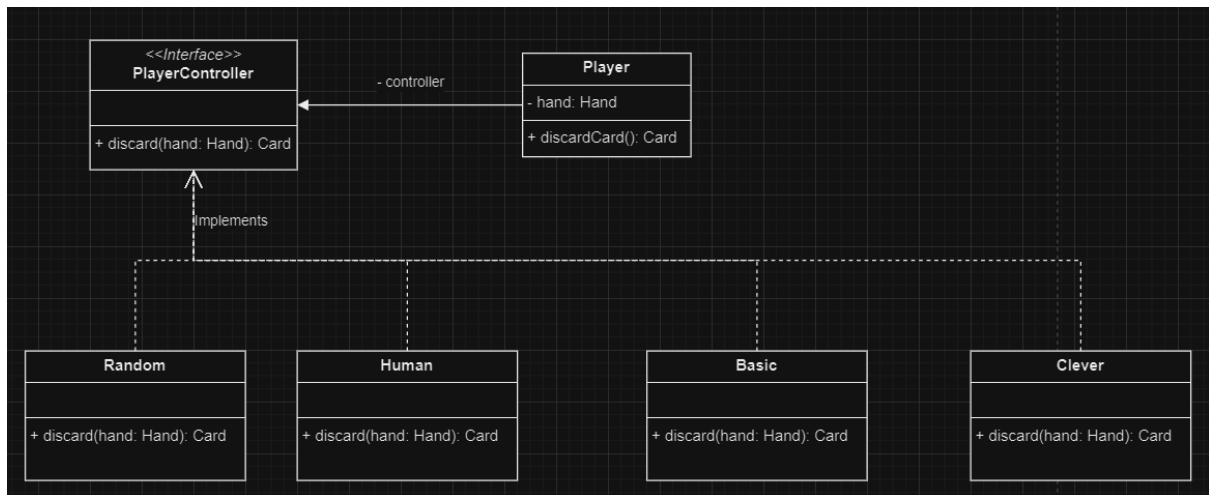 <<Interface>>
PlayerController
+ discard(hand: Hand): Card
- controller
Player
- hand: Hand
+ discardCard(): Card
Implements
Random
+ discard(hand: Hand): Card
Human
+ discard(hand: Hand): Card
Basic
+ discard(hand: Hand): Card
Clever
+ discard(hand: Hand): Card